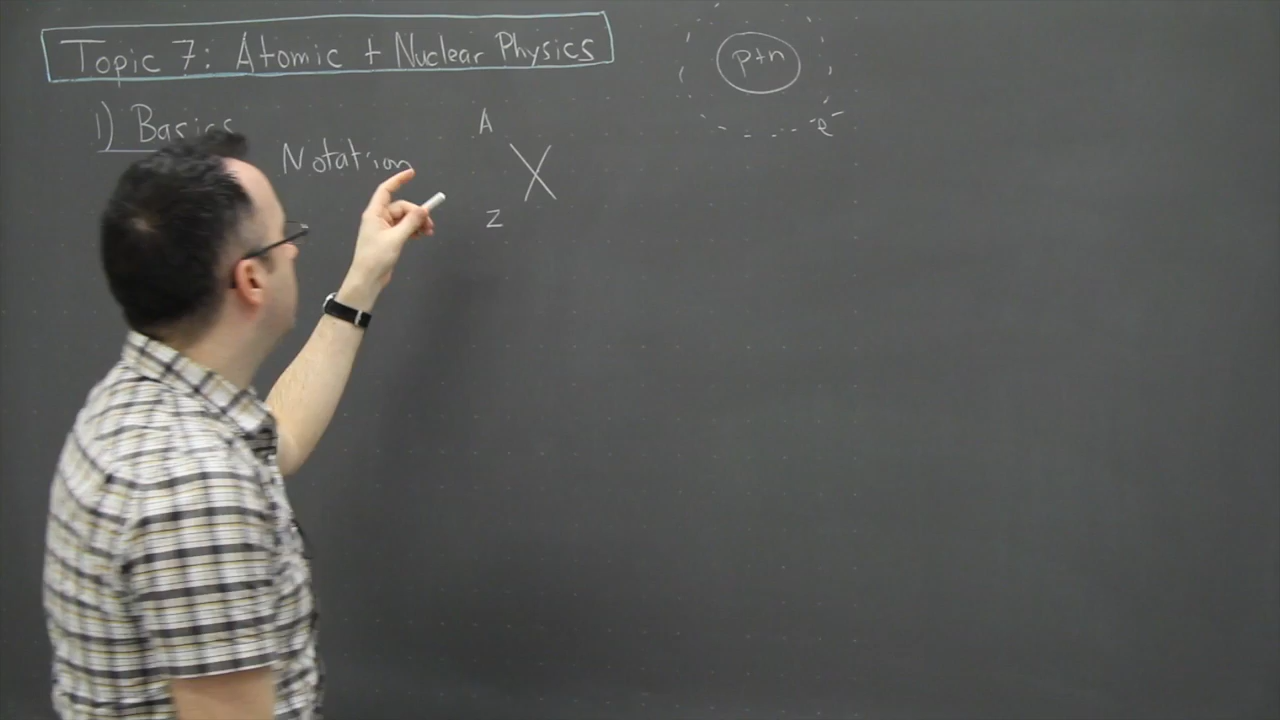 Topic 7: Atomic + Nuclear Physics
p+n
1) Basics
A
e⁻
Notation
X
Z